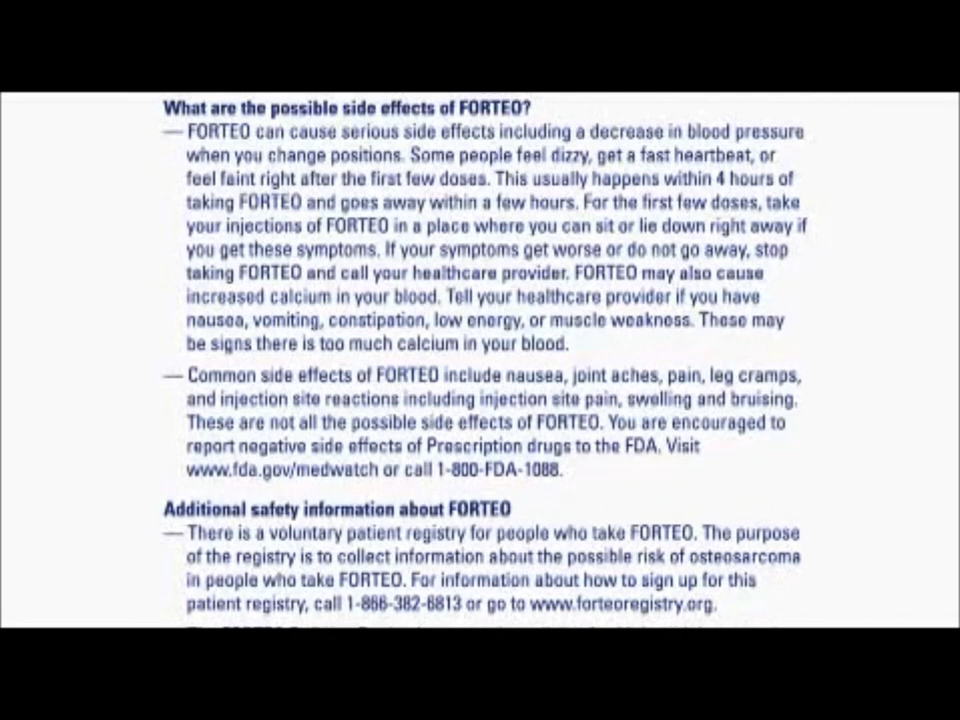 What are the possible side effects of FORTEO?
— FORTEO can cause serious side effects including a decrease in blood pressure
when you change positions. Some people feel dizzy, get a fast heartbeat, or
feel faint right after the first few doses. This usually happens within 4 hours of
taking FORTEO and goes away within a few hours. For the first few doses, take
your injections of FORTEO in a place where you can sit or lie down right away if
you get these symptoms. If your symptoms get worse or do not go away, stop
taking FORTEO and call your healthcare provider. FORTEO may also cause
increased calcium in your blood. Tell your healthcare provider if you have
nausea, vomiting, constipation, low energy, or muscle weakness. These may
be signs there is too much calcium in your blood.
— Common side effects of FORTEO include nausea, joint aches, pain, leg cramps,
and injection site reactions including injection site pain, swelling and bruising.
These are not all the possible side effects of FORTEO. You are encouraged to
report negative side effects of Prescription drugs to the FDA. Visit
www.fda.gov/medwatch or call 1-800-FDA-1088.
Additional safety information about FORTEO
— There is a voluntary patient registry for people who take FORTEO. The purpose
of the registry is to collect information about the possible risk of osteosarcoma
in people who take FORTEO. For information about how to sign up for this
patient registry, call 1-866-382-6813 or go to www.forteoregistry.org.